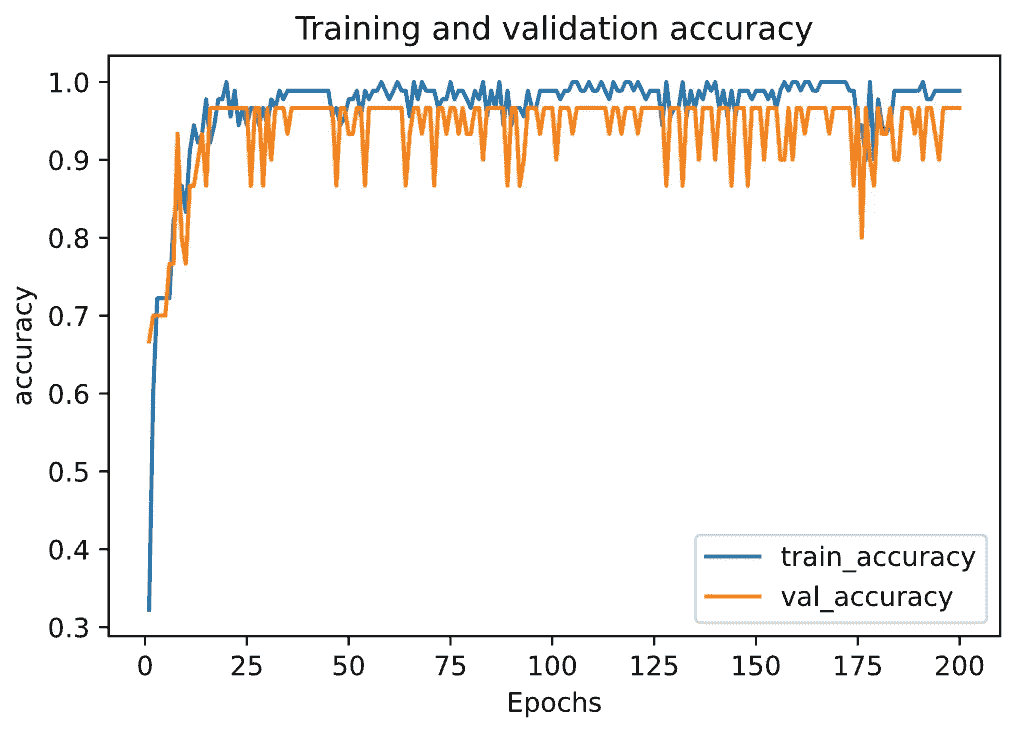 Training and validation accuracy
1.0
0.9
0.8
0.7
0.6
0.5
0.4
0.3
accuracy
train_accuracy
val_accuracy
0 25 50 75 100 125 150 175 200
Epochs